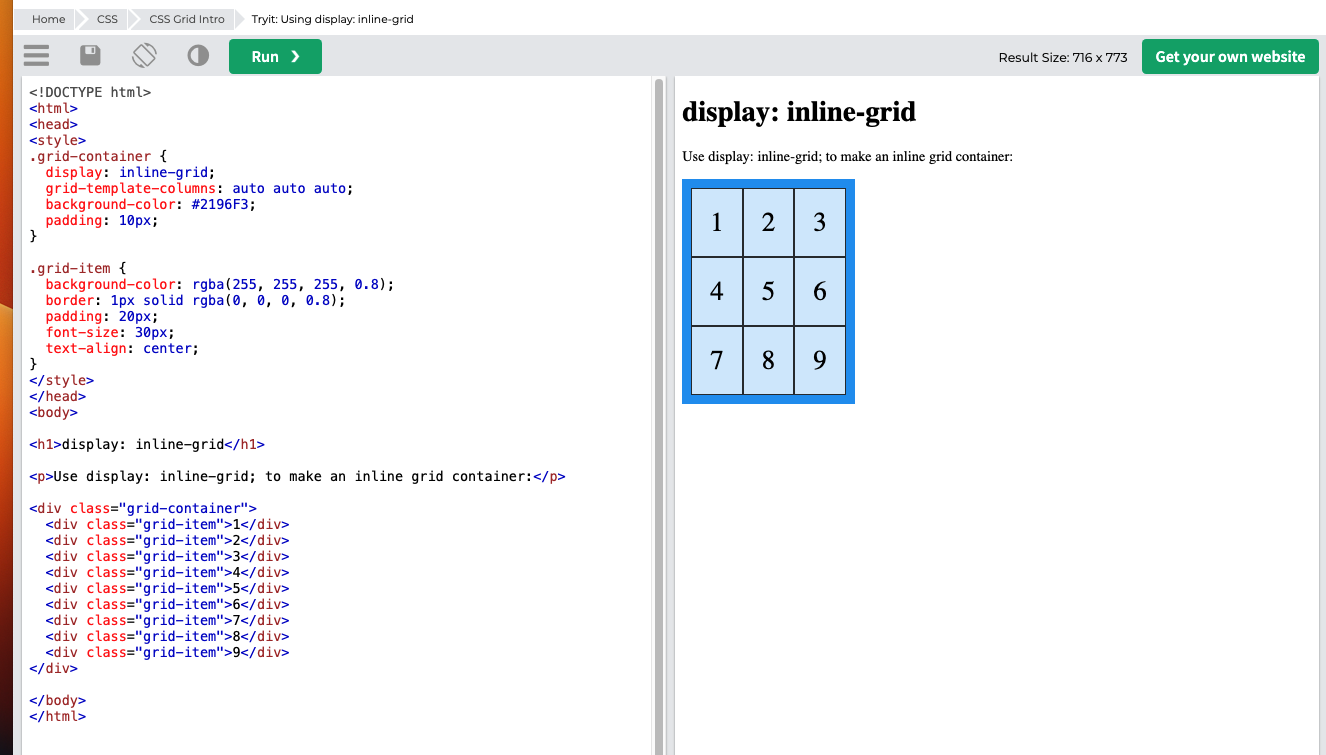 Home CSS CSS Grid Intro Tryit: Using display: inline-grid
Run ❯ Result Size: 716 x 773 Get your own website
<!DOCTYPE html>
<html>
<head>
<style>
.grid-container {
  display: inline-grid;
  grid-template-columns: auto auto auto;
  background-color: #2196F3;
  padding: 10px;
}
.grid-item {
  background-color: rgba(255, 255, 255, 0.8);
  border: 1px solid rgba(0, 0, 0, 0.8);
  padding: 20px;
  font-size: 30px;
  text-align: center;
}
</style>
</head>
<body>
<h1>display: inline-grid</h1>
<p>Use display: inline-grid; to make an inline grid container:</p>
<div class="grid-container">
  <div class="grid-item">1</div>
  <div class="grid-item">2</div>
  <div class="grid-item">3</div>
  <div class="grid-item">4</div>
  <div class="grid-item">5</div>
  <div class="grid-item">6</div>
  <div class="grid-item">7</div>
  <div class="grid-item">8</div>
  <div class="grid-item">9</div>
</div>
</body>
</html>
display: inline-grid
Use display: inline-grid; to make an inline grid container:
1 2 3
4 5 6
7 8 9